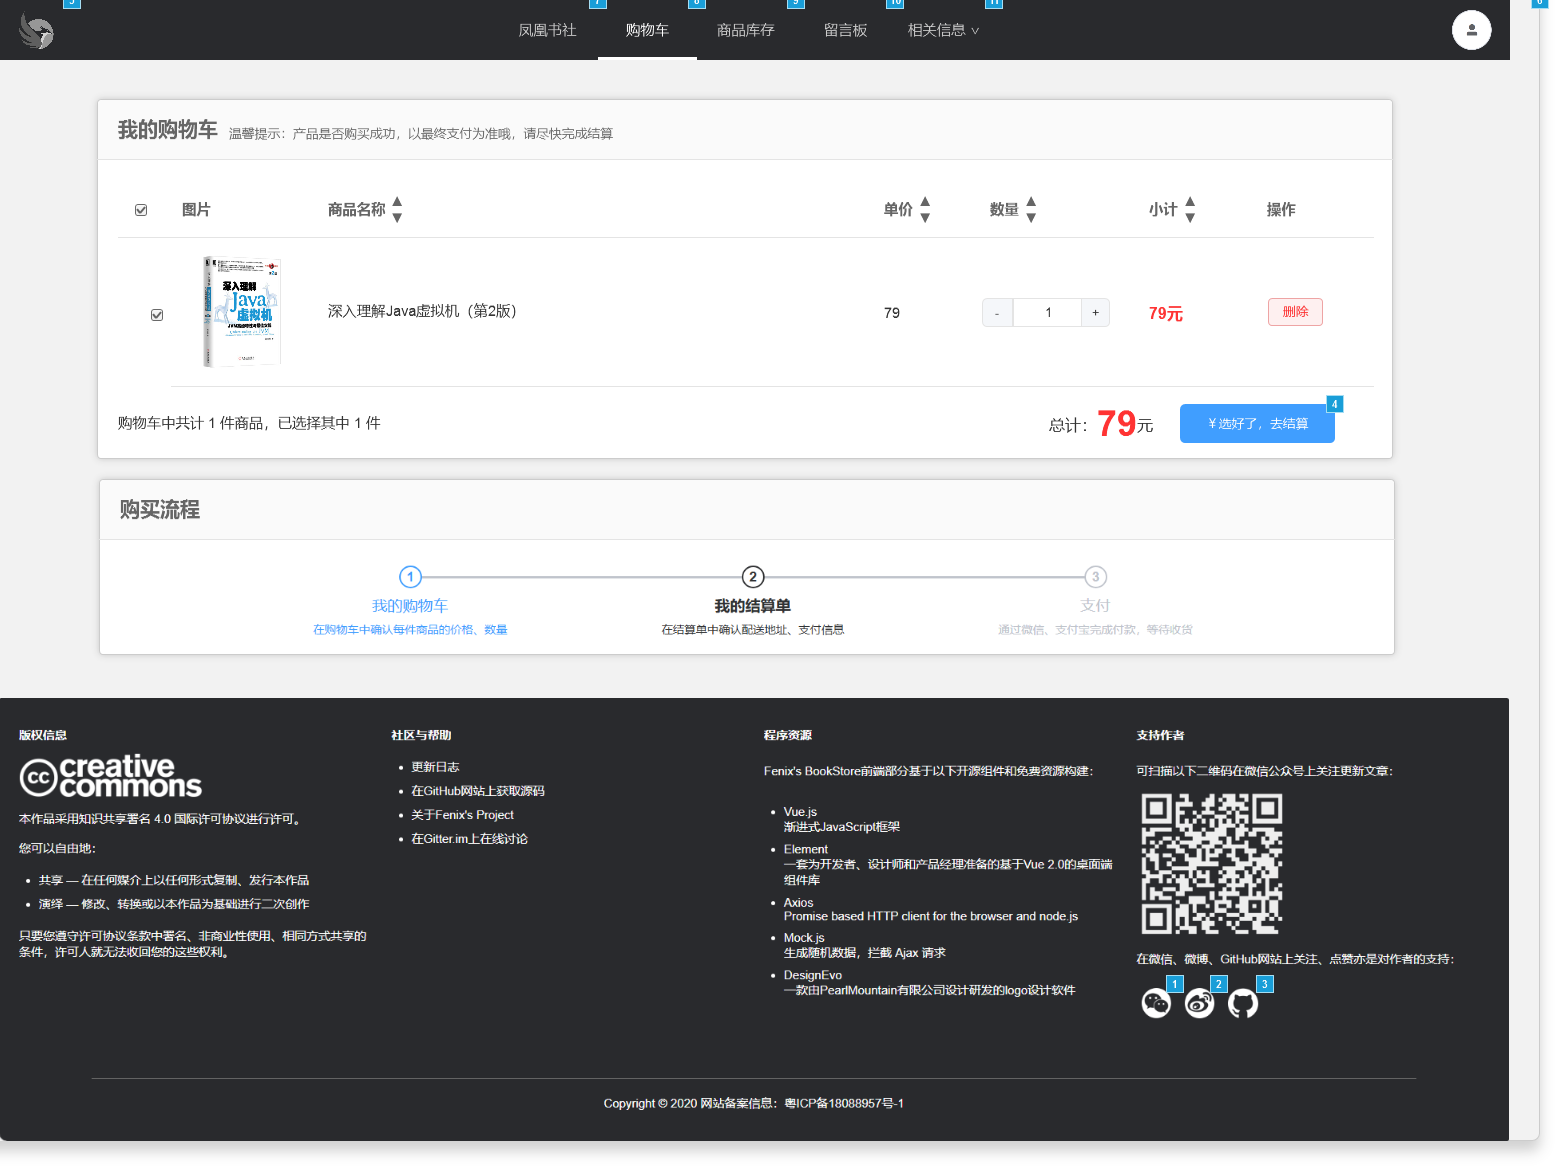 5
7
8
9
10
11
6
凤凰书社
购物车
商品库存
留言板
相关信息
我的购物车 温馨提示：产品是否购买成功，以最终支付为准哦，请尽快完成结算
图片
商品名称
单价
数量
小计
操作
深入理解
Java
虚拟机
深入理解Java虚拟机（第2版）
79
-
1
+
79元
删除
购物车中共计 1 件商品，已选择其中 1 件
总计：79元
¥ 选好了，去结算
4
购买流程
1
我的购物车
在购物车中确认每件商品的价格、数量
2
我的结算单
在结算单中确认配送地址、支付信息
3
支付
通过微信、支付宝完成付款，等待收货
版权信息
cc creative
commons
本作品采用知识共享署名 4.0 国际许可协议进行许可。
您可以自由地：
共享 — 在任何媒介上以任何形式复制、发行本作品
演绎 — 修改、转换或以本作品为基础进行二次创作
只要您遵守许可协议条款中署名、非商业性使用、相同方式共享的
条件，许可人就无法收回您的这些权利。
社区与帮助
更新日志
在GitHub网站上获取源码
关于Fenix's Project
在Gitter.im上在线讨论
程序资源
Fenix's BookStore前端部分基于以下开源组件和免费资源构建：
Vue.js
渐进式JavaScript框架
Element
一套为开发者、设计师和产品经理准备的基于Vue 2.0的桌面端
组件库
Axios
Promise based HTTP client for the browser and node.js
Mock.js
生成随机数据，拦截 Ajax 请求
DesignEvo
一款由PearlMountain有限公司设计研发的logo设计软件
支持作者
可扫描以下二维码在微信公众号上关注更新文章：
在微信、微博、GitHub网站上关注、点赞亦是对作者的支持：
1
2
3
Copyright © 2020 网站备案信息：粤ICP备18088957号-1